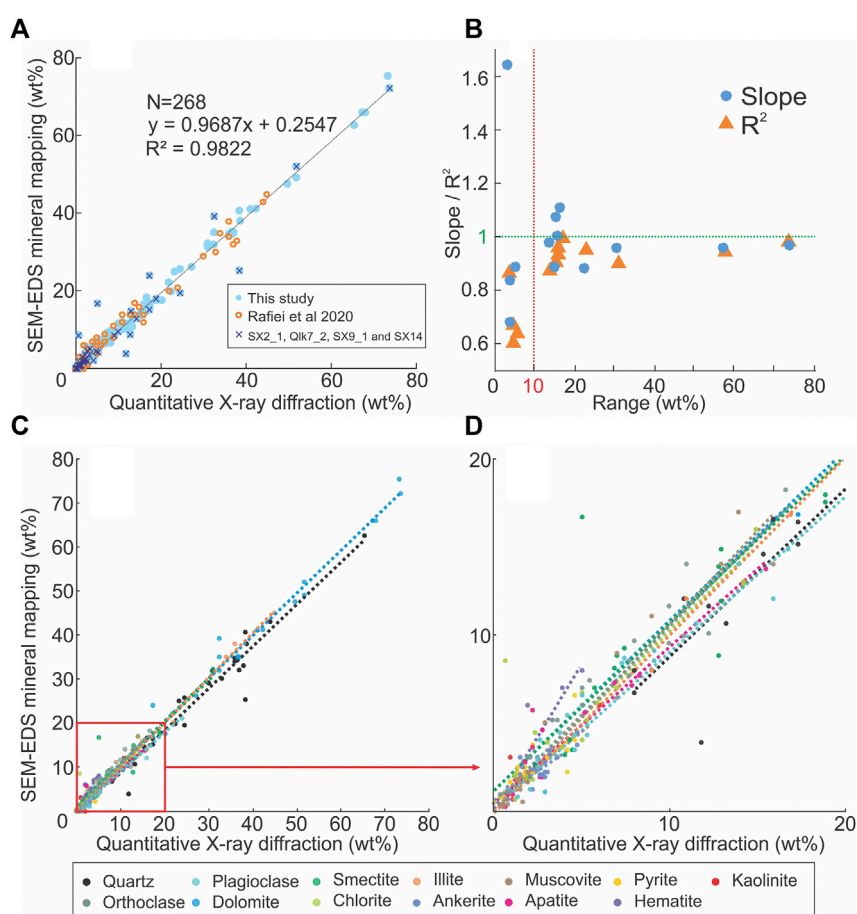 A
B
80
60
40
20
0
20
40
60
80
SEM-EDS mineral mapping (wt%)
Quantitative X-ray diffraction (wt%)
N=268
y = 0.9687x + 0.2547
R² = 0.9822
This study
Rafiei et al 2020
SX2_1, Qlk7_2, SX9_1 and SX14
1.6
1.4
1.2
1
0.8
0.6
0
10
20
40
60
80
Slope / R²
Range (wt%)
Slope
R²
C
D
80
70
60
50
40
30
20
10
0
10
20
30
40
50
60
70
80
SEM-EDS mineral mapping (wt%)
Quantitative X-ray diffraction (wt%)
20
10
0
10
20
Quantitative X-ray diffraction (wt%)
Quartz Plagioclase Smectite Illite Muscovite Pyrite Kaolinite
Orthoclase Dolomite Chlorite Ankerite Apatite Hematite